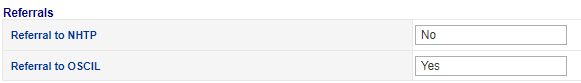 Referrals
Referral to NHTP No
Referral to OSCIL Yes